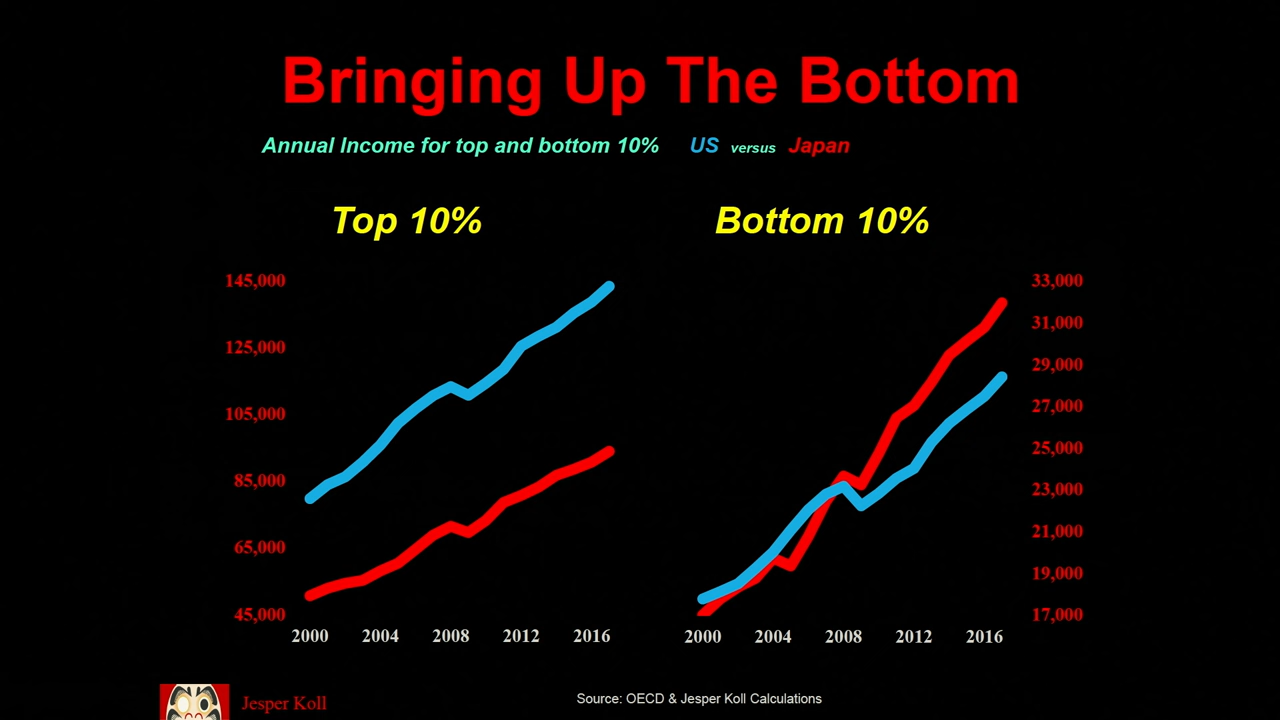 Bringing Up The Bottom
Annual Income for top and bottom 10% US versus Japan
Top 10%
145,000
125,000
105,000
85,000
65,000
45,000
2000 2004 2008 2012 2016
Bottom 10%
33,000
31,000
29,000
27,000
25,000
23,000
21,000
19,000
17,000
2000 2004 2008 2012 2016
Jesper Koll
Source: OECD & Jesper Koll Calculations